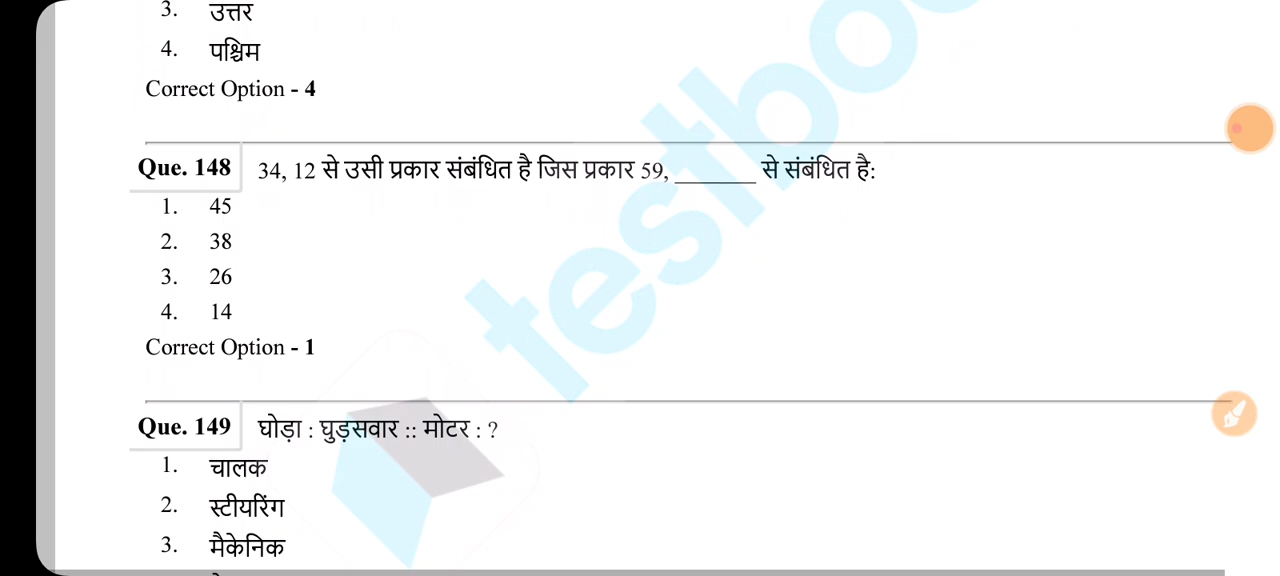 3. उत्तर
4. पश्चिम
Correct Option - 4
Que. 148 34, 12 से उसी प्रकार संबंधित है जिस प्रकार 59, _______ से संबंधित है:
1. 45
2. 38
3. 26
4. 14
Correct Option - 1
Que. 149 घोड़ा : घुड़सवार :: मोटर : ?
1. चालक
2. स्टीयरिंग
3. मैकेनिक
testboo